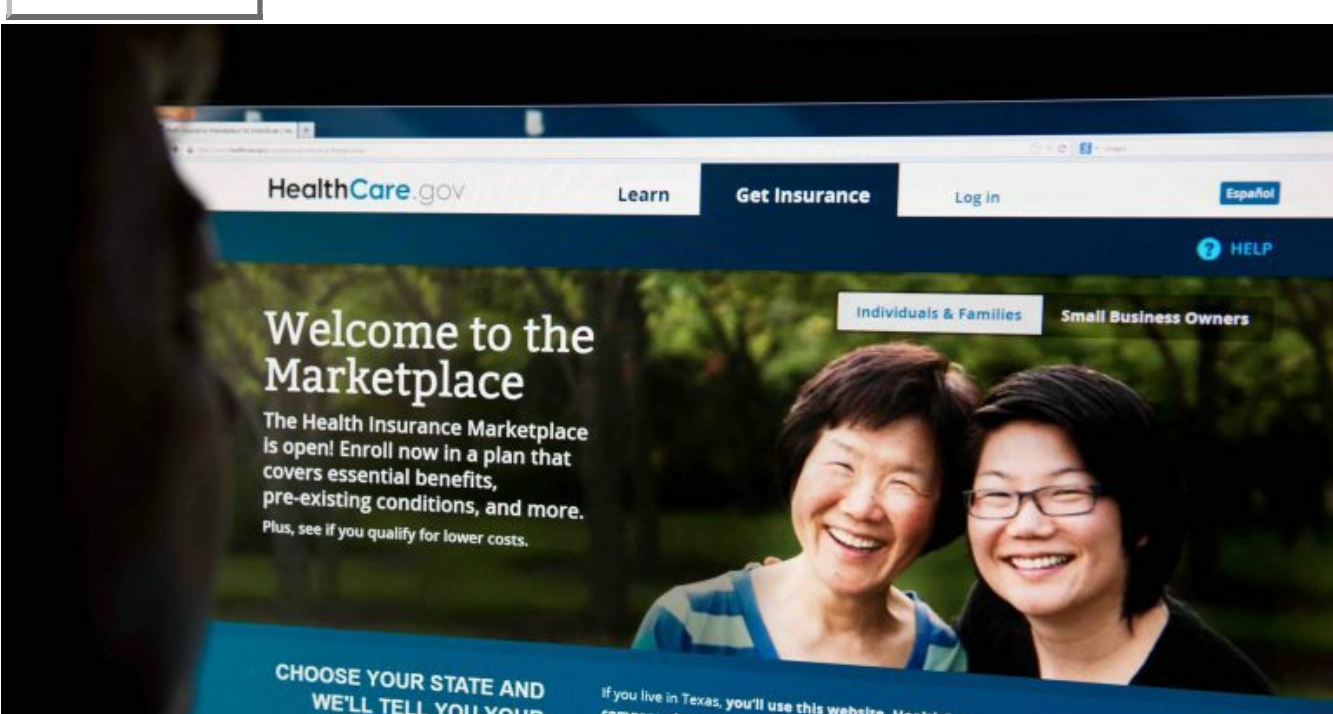 HealthCare.gov
Learn
Get Insurance
Log in
Español
? HELP
Individuals & Families
Small Business Owners
Welcome to the
Marketplace
The Health Insurance Marketplace
is open! Enroll now in a plan that
covers essential benefits,
pre-existing conditions, and more.
Plus, see if you qualify for lower costs.
CHOOSE YOUR STATE AND
WE'LL TELL YOU YOUR
If you live in Texas, you'll use this website,